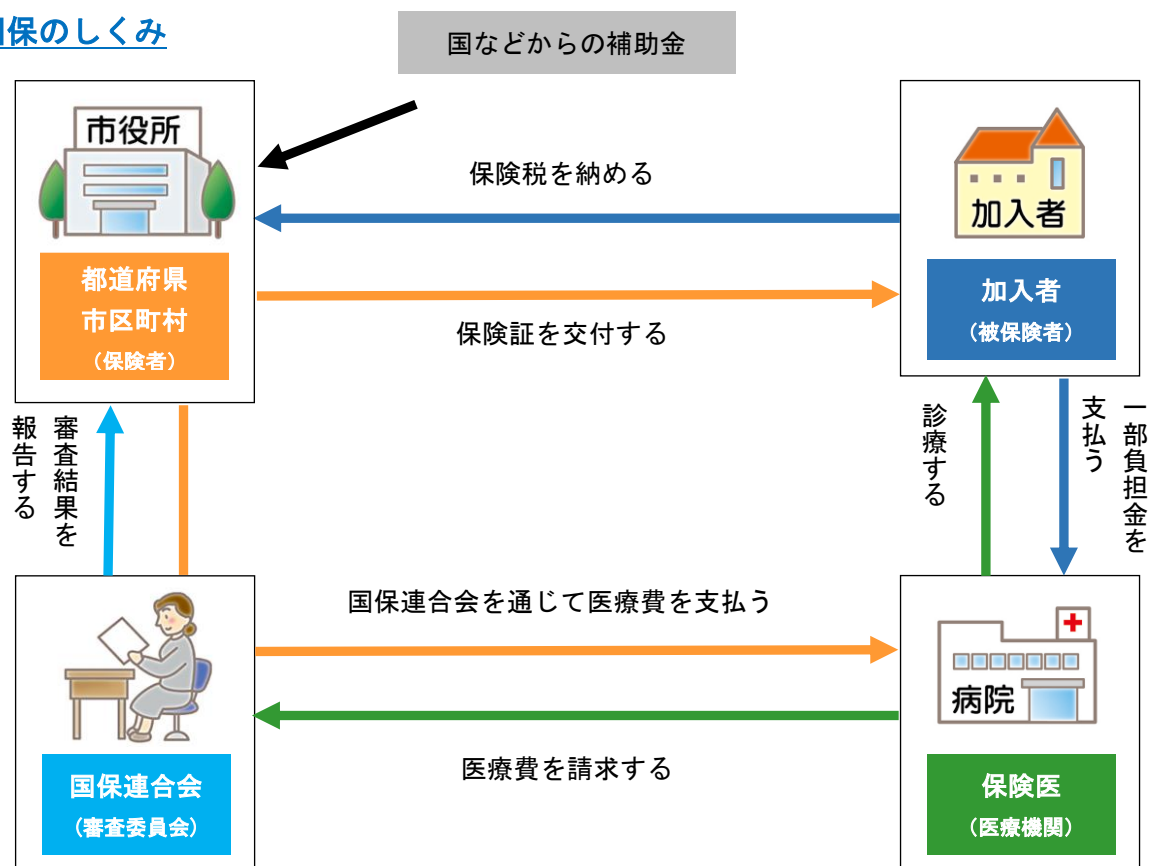 保のしくみ
国などからの補助金
市役所
都道府県
市区町村
（保険者）
保険税を納める
保険証を交付する
加入者
加入者
（被保険者）
審査結果を
報告する
診療する
一部負担金を
支払う
国保連合会を通じて医療費を支払う
医療費を請求する
国保連合会
（審査委員会）
病院
保険医
（医療機関）